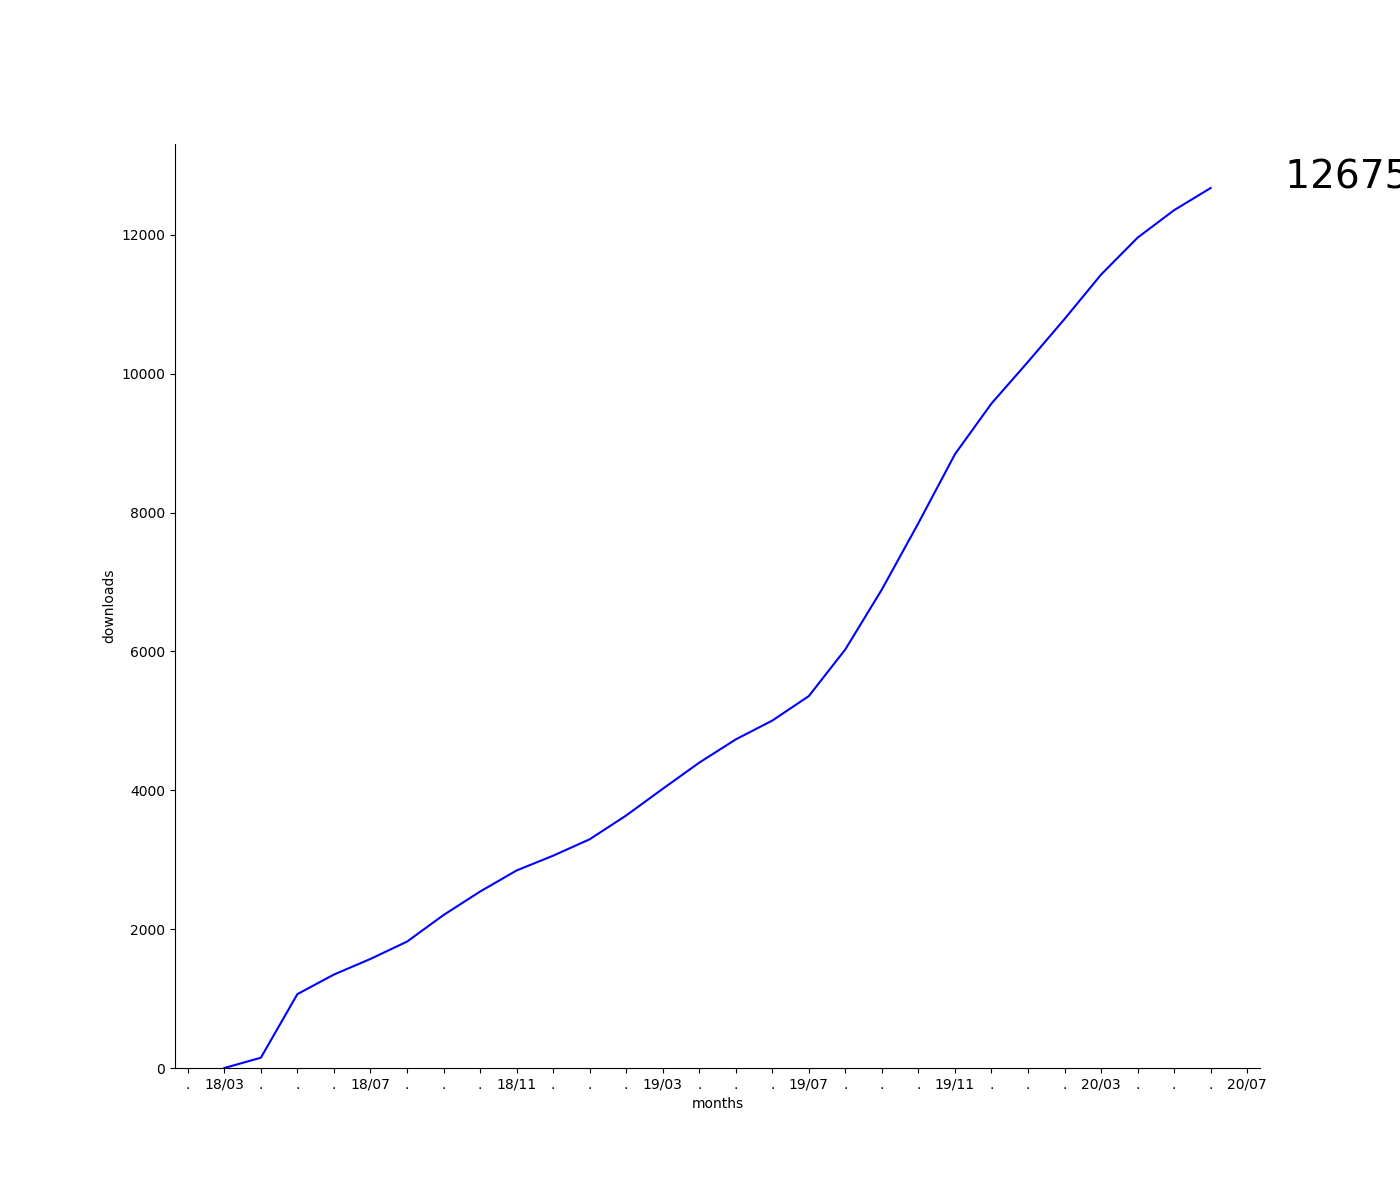 12675
12000
10000
8000
6000
4000
2000
0
downloads
. 18/03 . . . 18/07 . . . 18/11 . . . 19/03 . . . 19/07 . . . 19/11 . . . 20/03 . . . 20/07
months